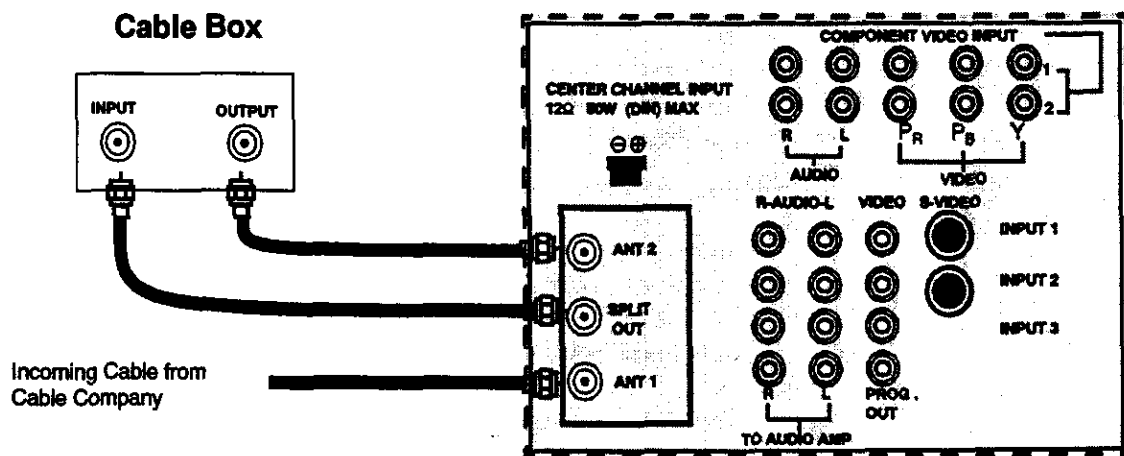 Cable Box
INPUT
OUTPUT
Incoming Cable from
Cable Company
CENTER CHANNEL INPUT
12Ω 80W (DIN) MAX
⊖ ⊕
ANT 2
SPLIT
OUT
ANT 1
COMPONENT VIDEO INPUT
1
2
R L PR PB Y
AUDIO
VIDEO
R-AUDIO-L VIDEO S-VIDEO
INPUT 1
INPUT 2
INPUT 3
R L PROG.
OUT
TO AUDIO AMP